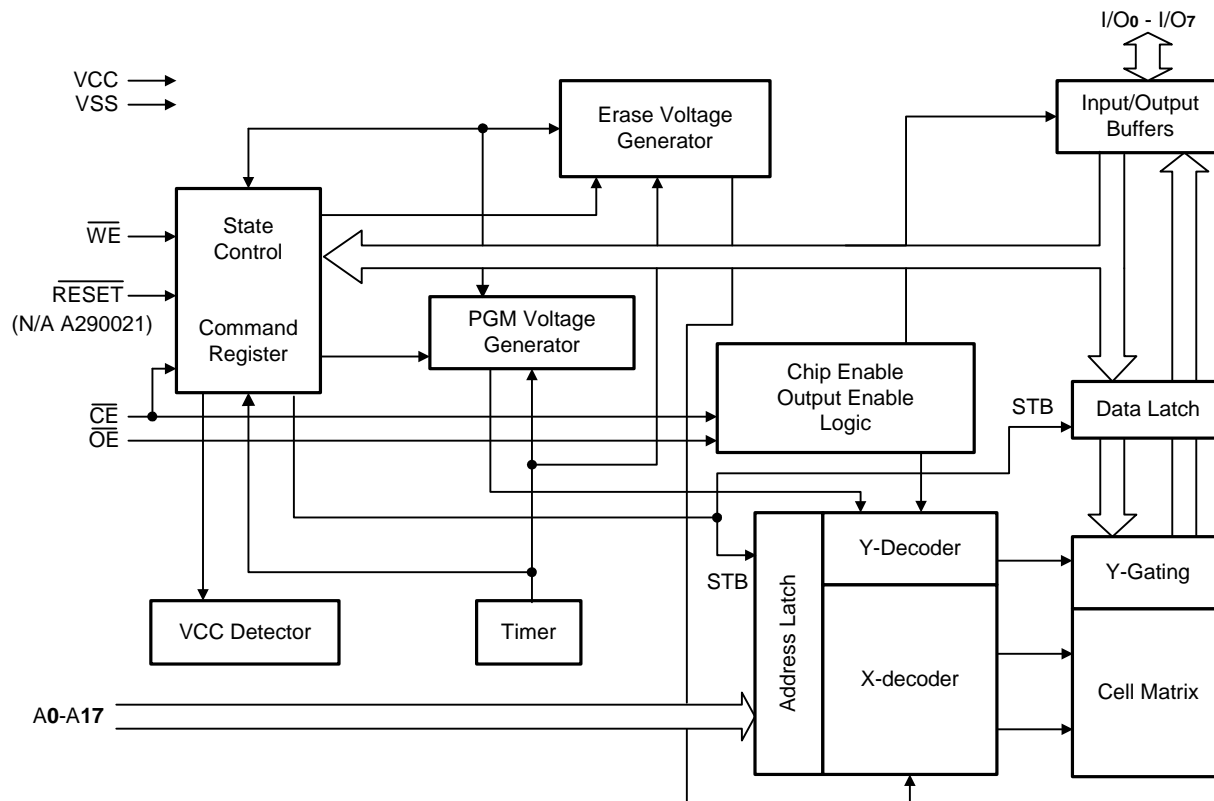 I/O0 - I/O7
VCC
VSS
Erase Voltage
Generator
Input/Output
Buffers
State
Control
WE
RESET
(N/A A290021)
Command
Register
PGM Voltage
Generator
Chip Enable
Output Enable
Logic
CE
OE
STB
Data Latch
Y-Decoder
STB
Y-Gating
Address Latch
VCC Detector
Timer
X-decoder
Cell Matrix
A0-A17